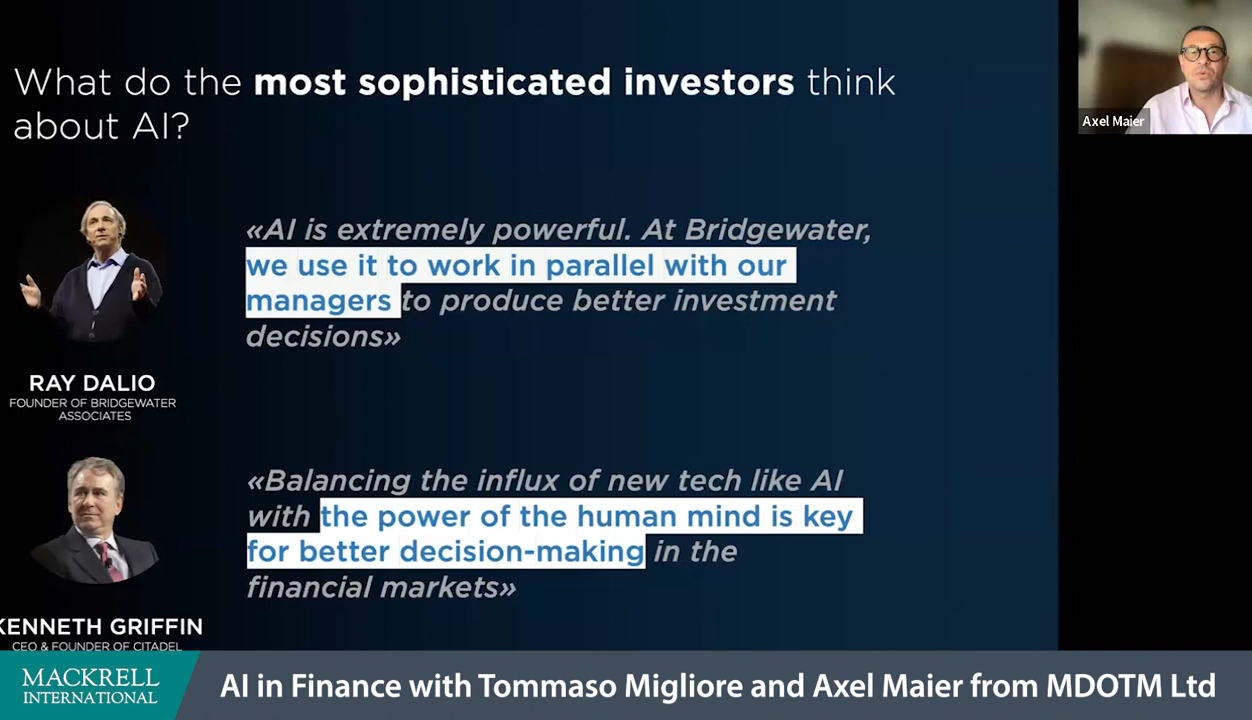 What do the most sophisticated investors think
about AI?
Axel Maier
«AI is extremely powerful. At Bridgewater,
we use it to work in parallel with our
managers to produce better investment
decisions»
RAY DALIO
FOUNDER OF BRIDGEWATER
ASSOCIATES
«Balancing the influx of new tech like AI
with the power of the human mind is key
for better decision-making in the
financial markets»
KENNETH GRIFFIN
CEO & FOUNDER OF CITADEL
MACKRELL
INTERNATIONAL
AI in Finance with Tommaso Migliore and Axel Maier from MDOTM Ltd